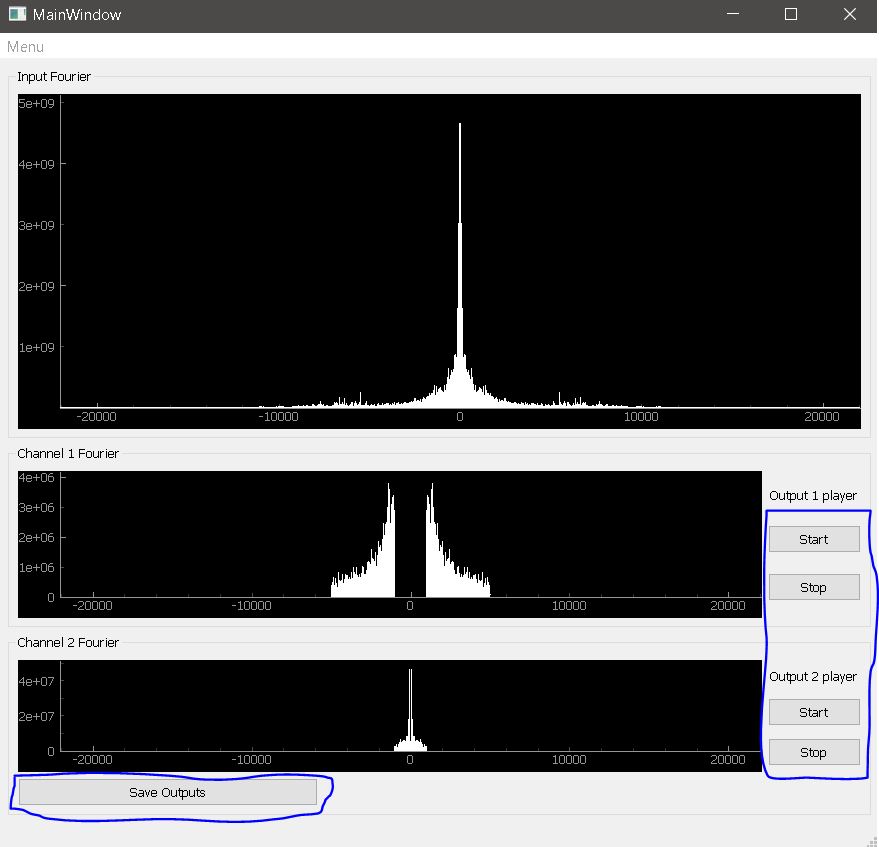 MainWindow
Menu
Input Fourier
5e+09
4e+09
3e+09
2e+09
1e+09
-20000 -10000 0 10000 20000
Channel 1 Fourier
4e+06
3e+06
2e+06
1e+06
0
-20000 -10000 0 10000 20000
Output 1 player
Start
Stop
Channel 2 Fourier
4e+07
2e+07
0
-20000 -10000 0 10000 20000
Output 2 player
Start
Stop
Save Outputs